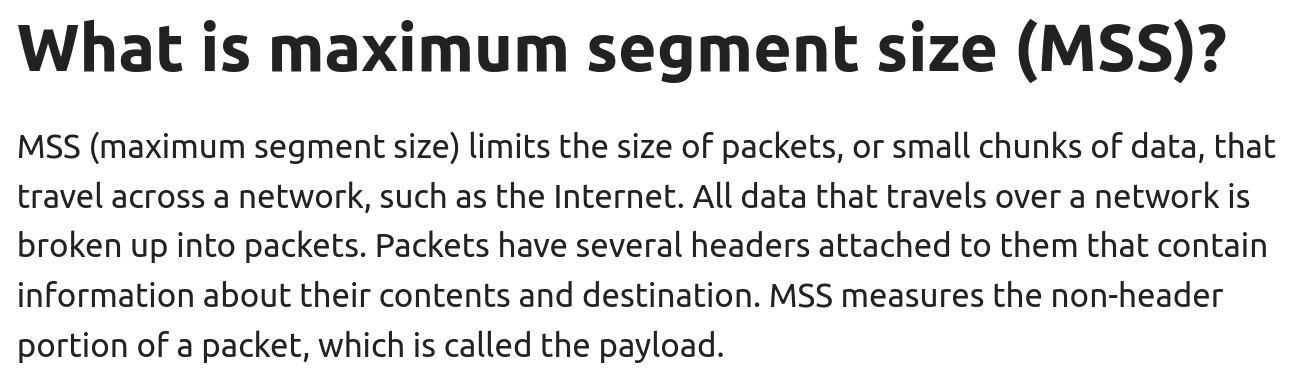 What is maximum segment size (MSS)?
MSS (maximum segment size) limits the size of packets, or small chunks of data, that
travel across a network, such as the Internet. All data that travels over a network is
broken up into packets. Packets have several headers attached to them that contain
information about their contents and destination. MSS measures the non-header
portion of a packet, which is called the payload.